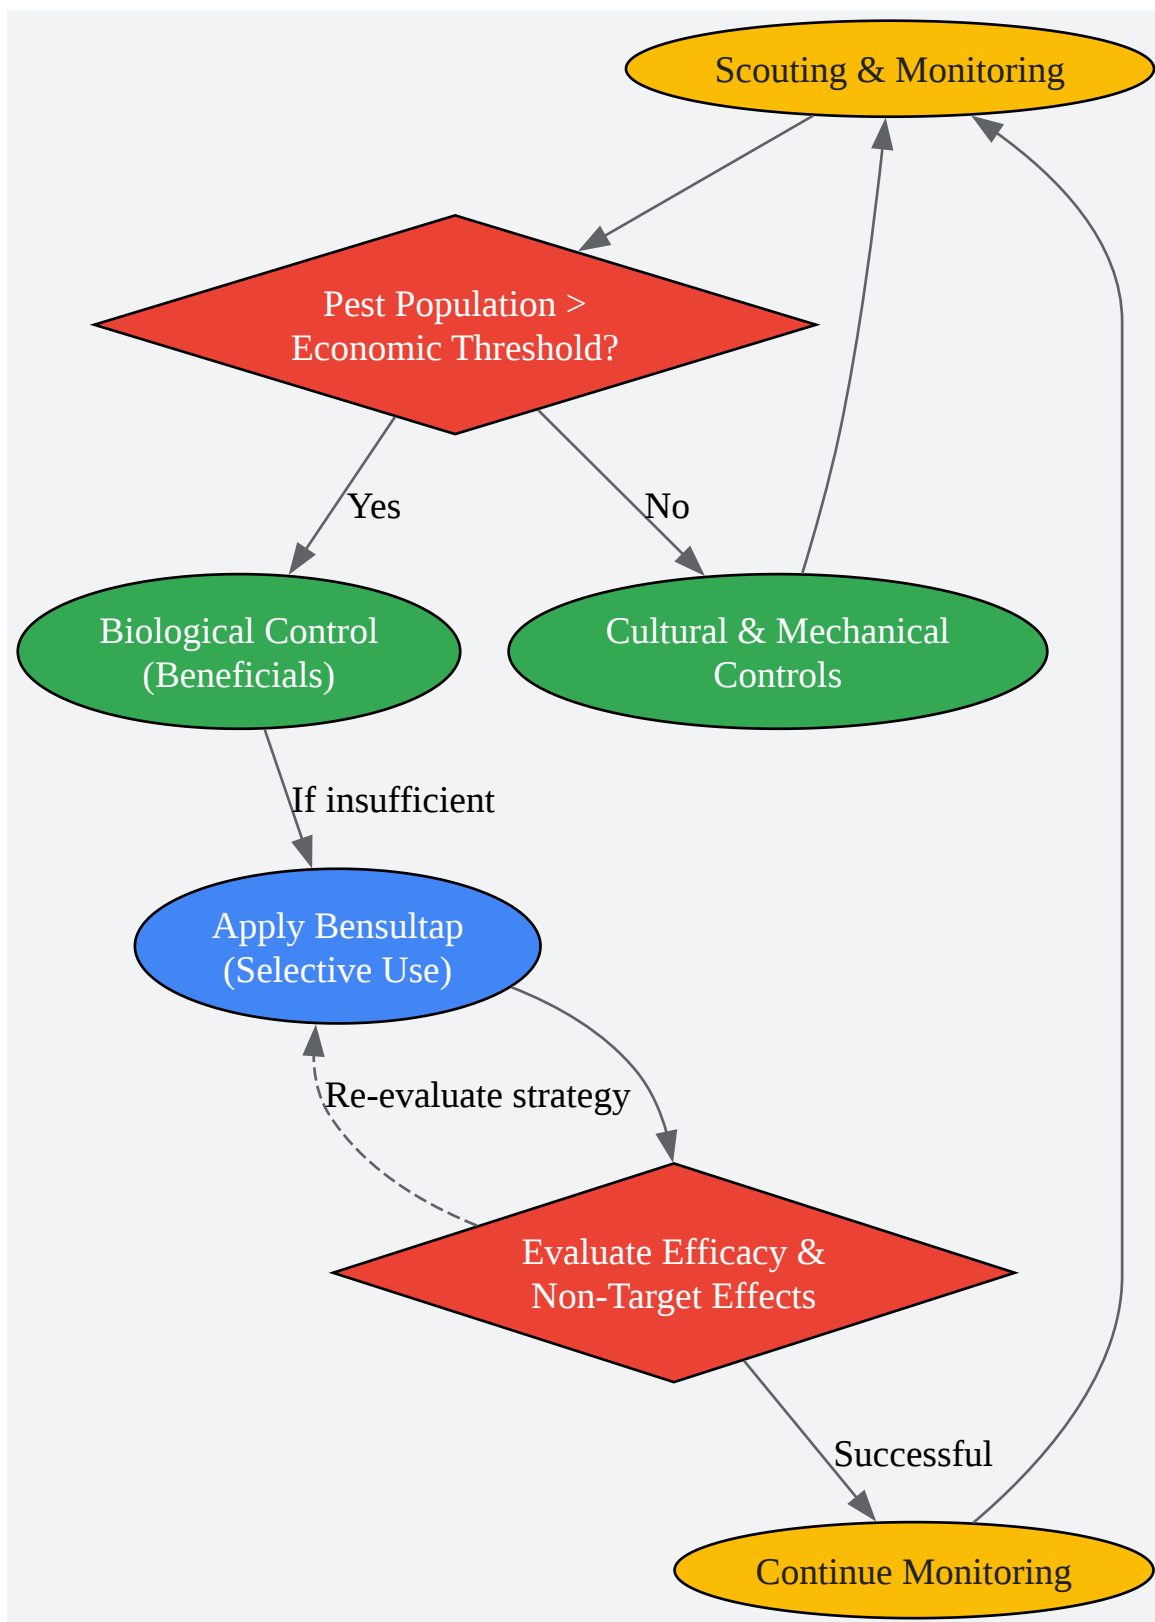 Scouting & Monitoring
Pest Population >
Economic Threshold?
Yes
No
Biological Control
(Beneficials)
Cultural & Mechanical
Controls
If insufficient
Apply Bensultap
(Selective Use)
Re-evaluate strategy
Evaluate Efficacy &
Non-Target Effects
Successful
Continue Monitoring